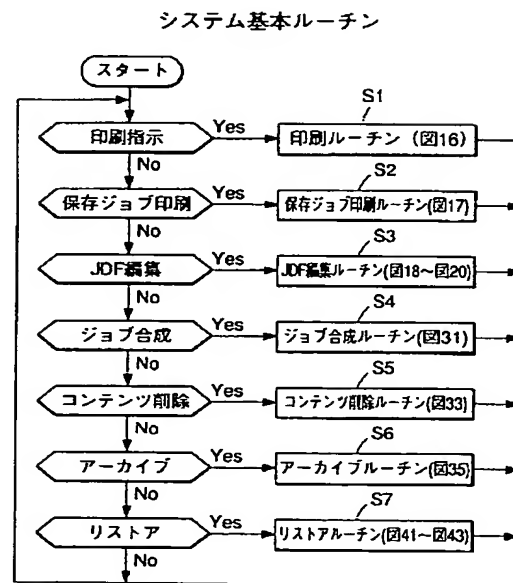 システム基本ルーチン
スタート
S1
印刷指示
Yes
印刷ルーチン (図16)
No
S2
保存ジョブ印刷
Yes
保存ジョブ印刷ルーチン(図17)
No
S3
JDF編集
Yes
JDF編集ルーチン(図18～図20)
No
S4
ジョブ合成
Yes
ジョブ合成ルーチン(図31)
No
S5
コンテンツ削除
Yes
コンテンツ削除ルーチン(図33)
No
S6
アーカイブ
Yes
アーカイブルーチン(図35)
No
S7
リストア
Yes
リストアルーチン(図41～図43)
No